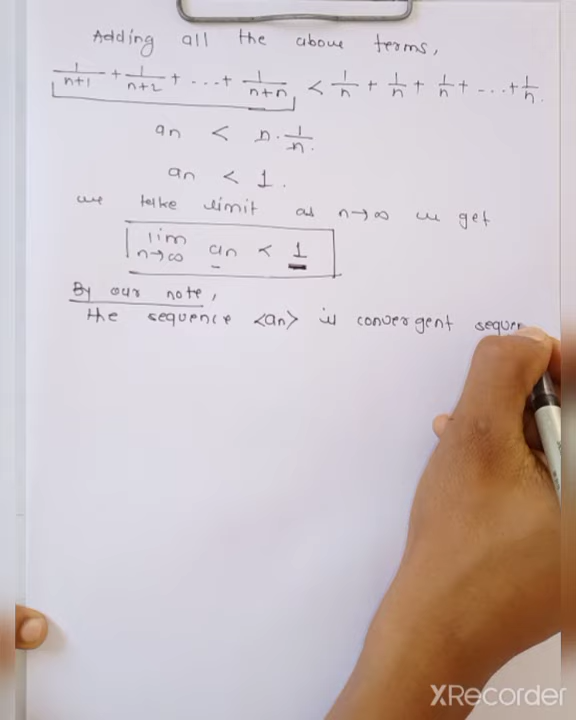 Adding all the above terms,
1/n+1 + 1/n+2 + ... + 1/n+n < 1/n + 1/n + 1/n + ... + 1/n.
an < n. 1/n.
an < 1.
we take limit as n→∞ we get
lim n→∞ an < 1
By our note,
the sequence <an> is convergent sequen
XRecorder